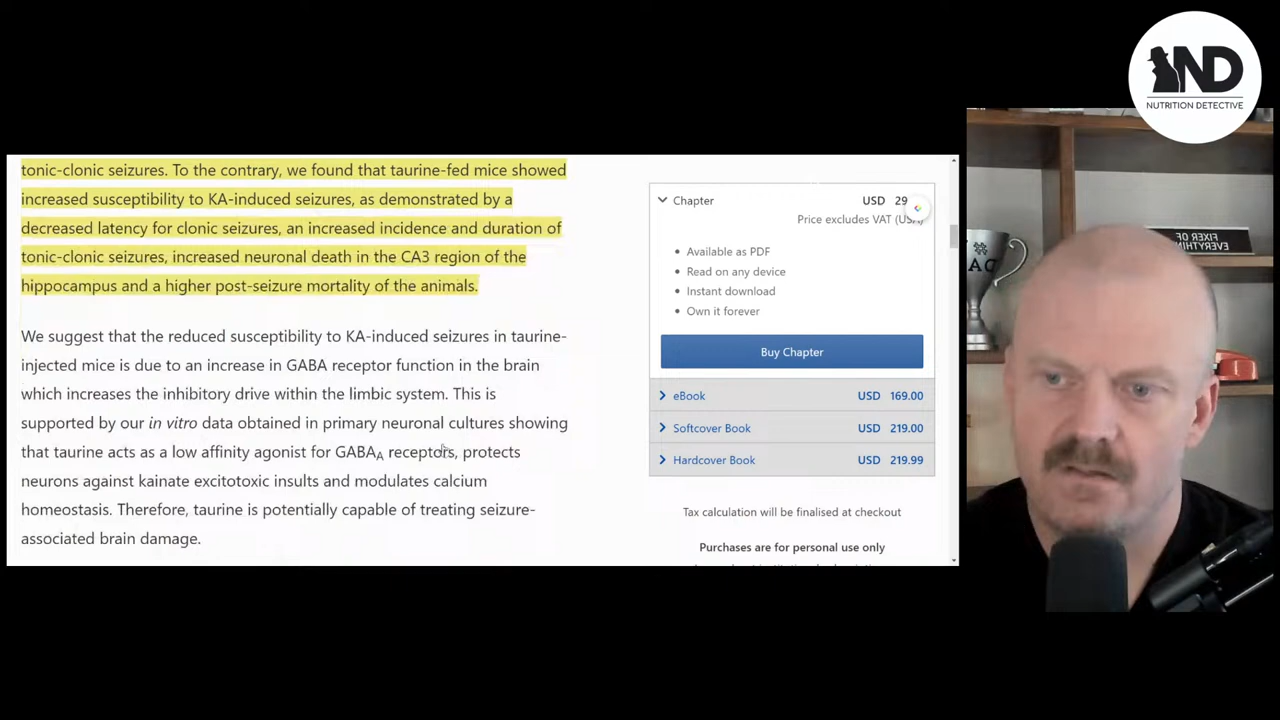 ND
NUTRITION DETECTIVE
tonic-clonic seizures. To the contrary, we found that taurine-fed mice showed
increased susceptibility to KA-induced seizures, as demonstrated by a
decreased latency for clonic seizures, an increased incidence and duration of
tonic-clonic seizures, increased neuronal death in the CA3 region of the
hippocampus and a higher post-seizure mortality of the animals.
We suggest that the reduced susceptibility to KA-induced seizures in taurine-
injected mice is due to an increase in GABA receptor function in the brain
which increases the inhibitory drive within the limbic system. This is
supported by our in vitro data obtained in primary neuronal cultures showing
that taurine acts as a low affinity agonist for GABAA receptors, protects
neurons against kainate excitotoxic insults and modulates calcium
homeostasis. Therefore, taurine is potentially capable of treating seizure-
associated brain damage.
Chapter USD 29
Price excludes VAT (USA)
Available as PDF
Read on any device
Instant download
Own it forever
Buy Chapter
eBook USD 169.00
Softcover Book USD 219.00
Hardcover Book USD 219.99
Tax calculation will be finalised at checkout
Purchases are for personal use only
FIXER OF
EVERYTHING
DA